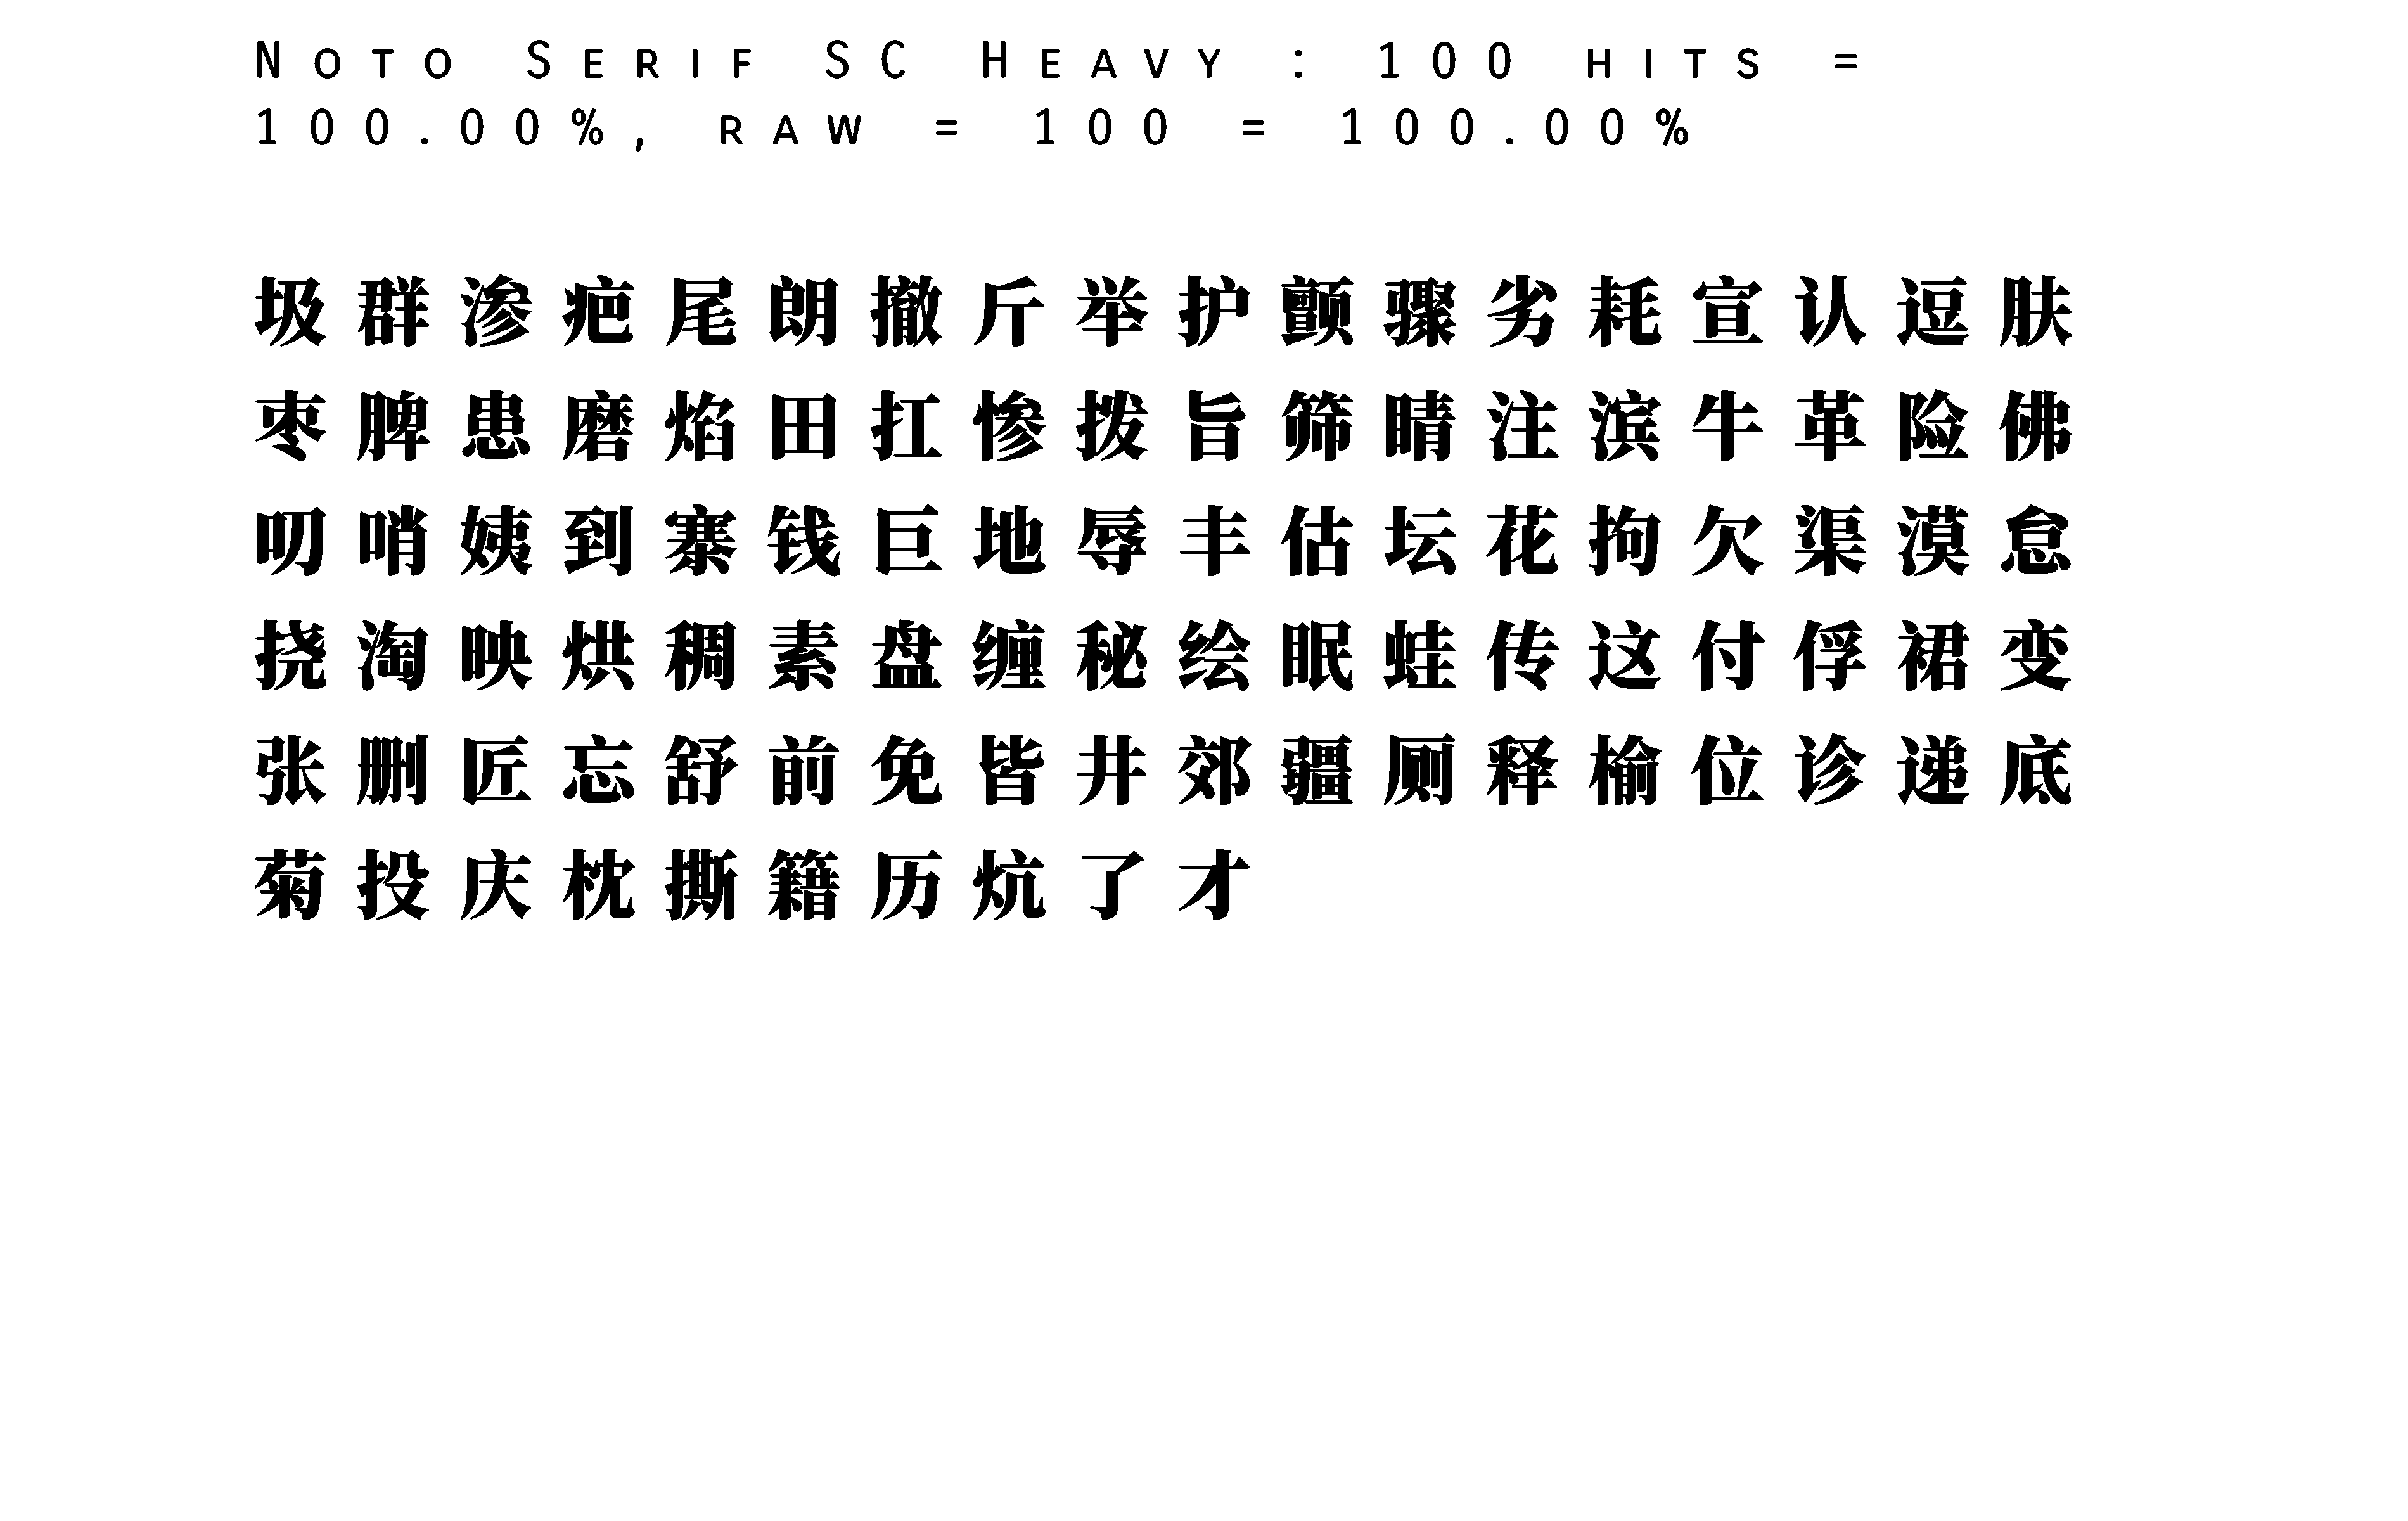 Noto Serif SC Heavy : 100 hits =
100.00%, raw = 100 = 100.00%
圾群渗疤尾朗撤斤举护颤骤劣耗宣认逗肤
枣脾患磨焰田扛惨拨旨筛睛注滨牛革险佛
叨哨姨到寨钱巨地辱丰估坛花拘欠渠漠怠
挠淘映烘稠素盘缠秘绘眠蛙传这付俘裙变
张删匠忘舒前免皆井郊疆厕释榆位诊递底
菊投庆枕撕籍历炕了才